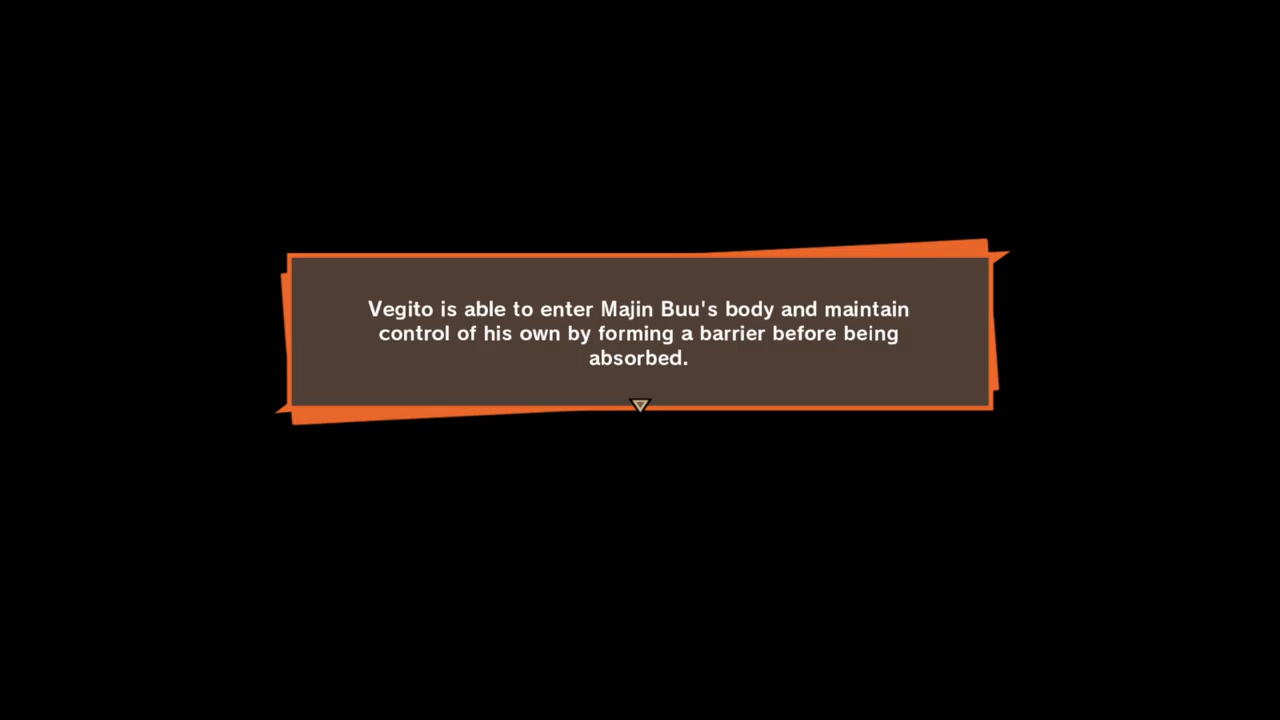 Vegito is able to enter Majin Buu's body and maintain
control of his own by forming a barrier before being
absorbed.